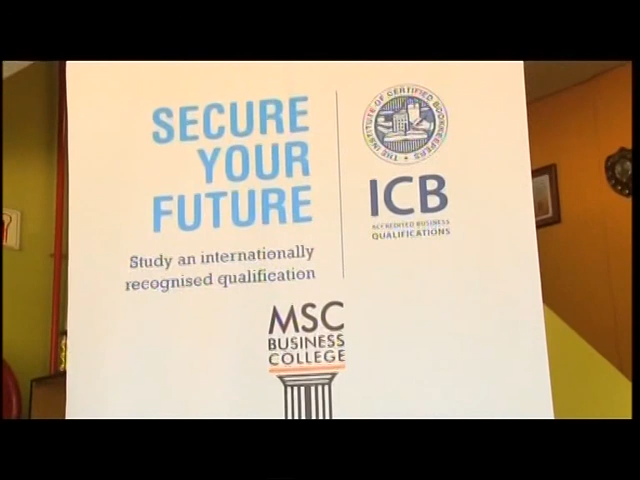 SECURE
YOUR
FUTURE
Study an internationally
recognised qualification
THE INSTITUTE OF CERTIFIED BOOKKEEPERS
ICB
ACCREDITED BUSINESS
QUALIFICATIONS
MSC
BUSINESS
COLLEGE